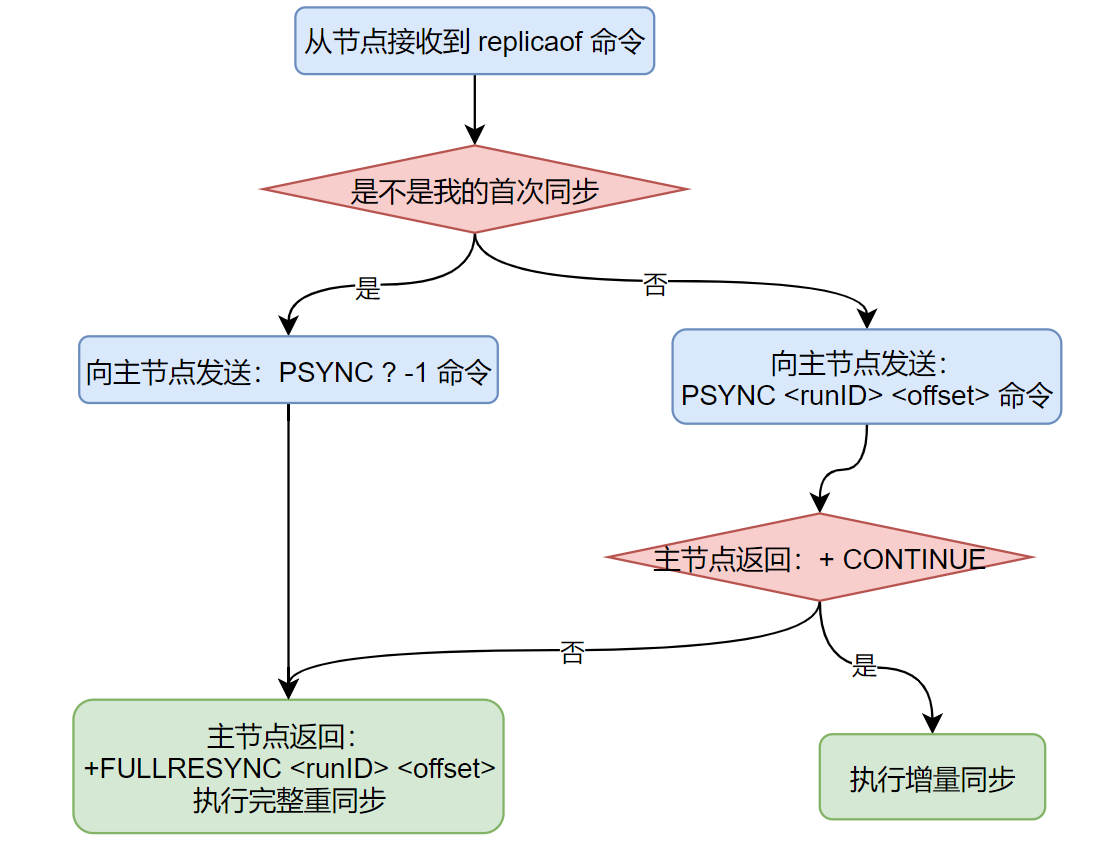 从节点接收到 replicaof 命令
是不是我的首次同步
是
否
向主节点发送：PSYNC ? -1 命令
向主节点发送：
PSYNC <runID> <offset> 命令
主节点返回：+ CONTINUE
否
是
主节点返回：
+FULLRESYNC <runID> <offset>
执行完整重同步
执行增量同步